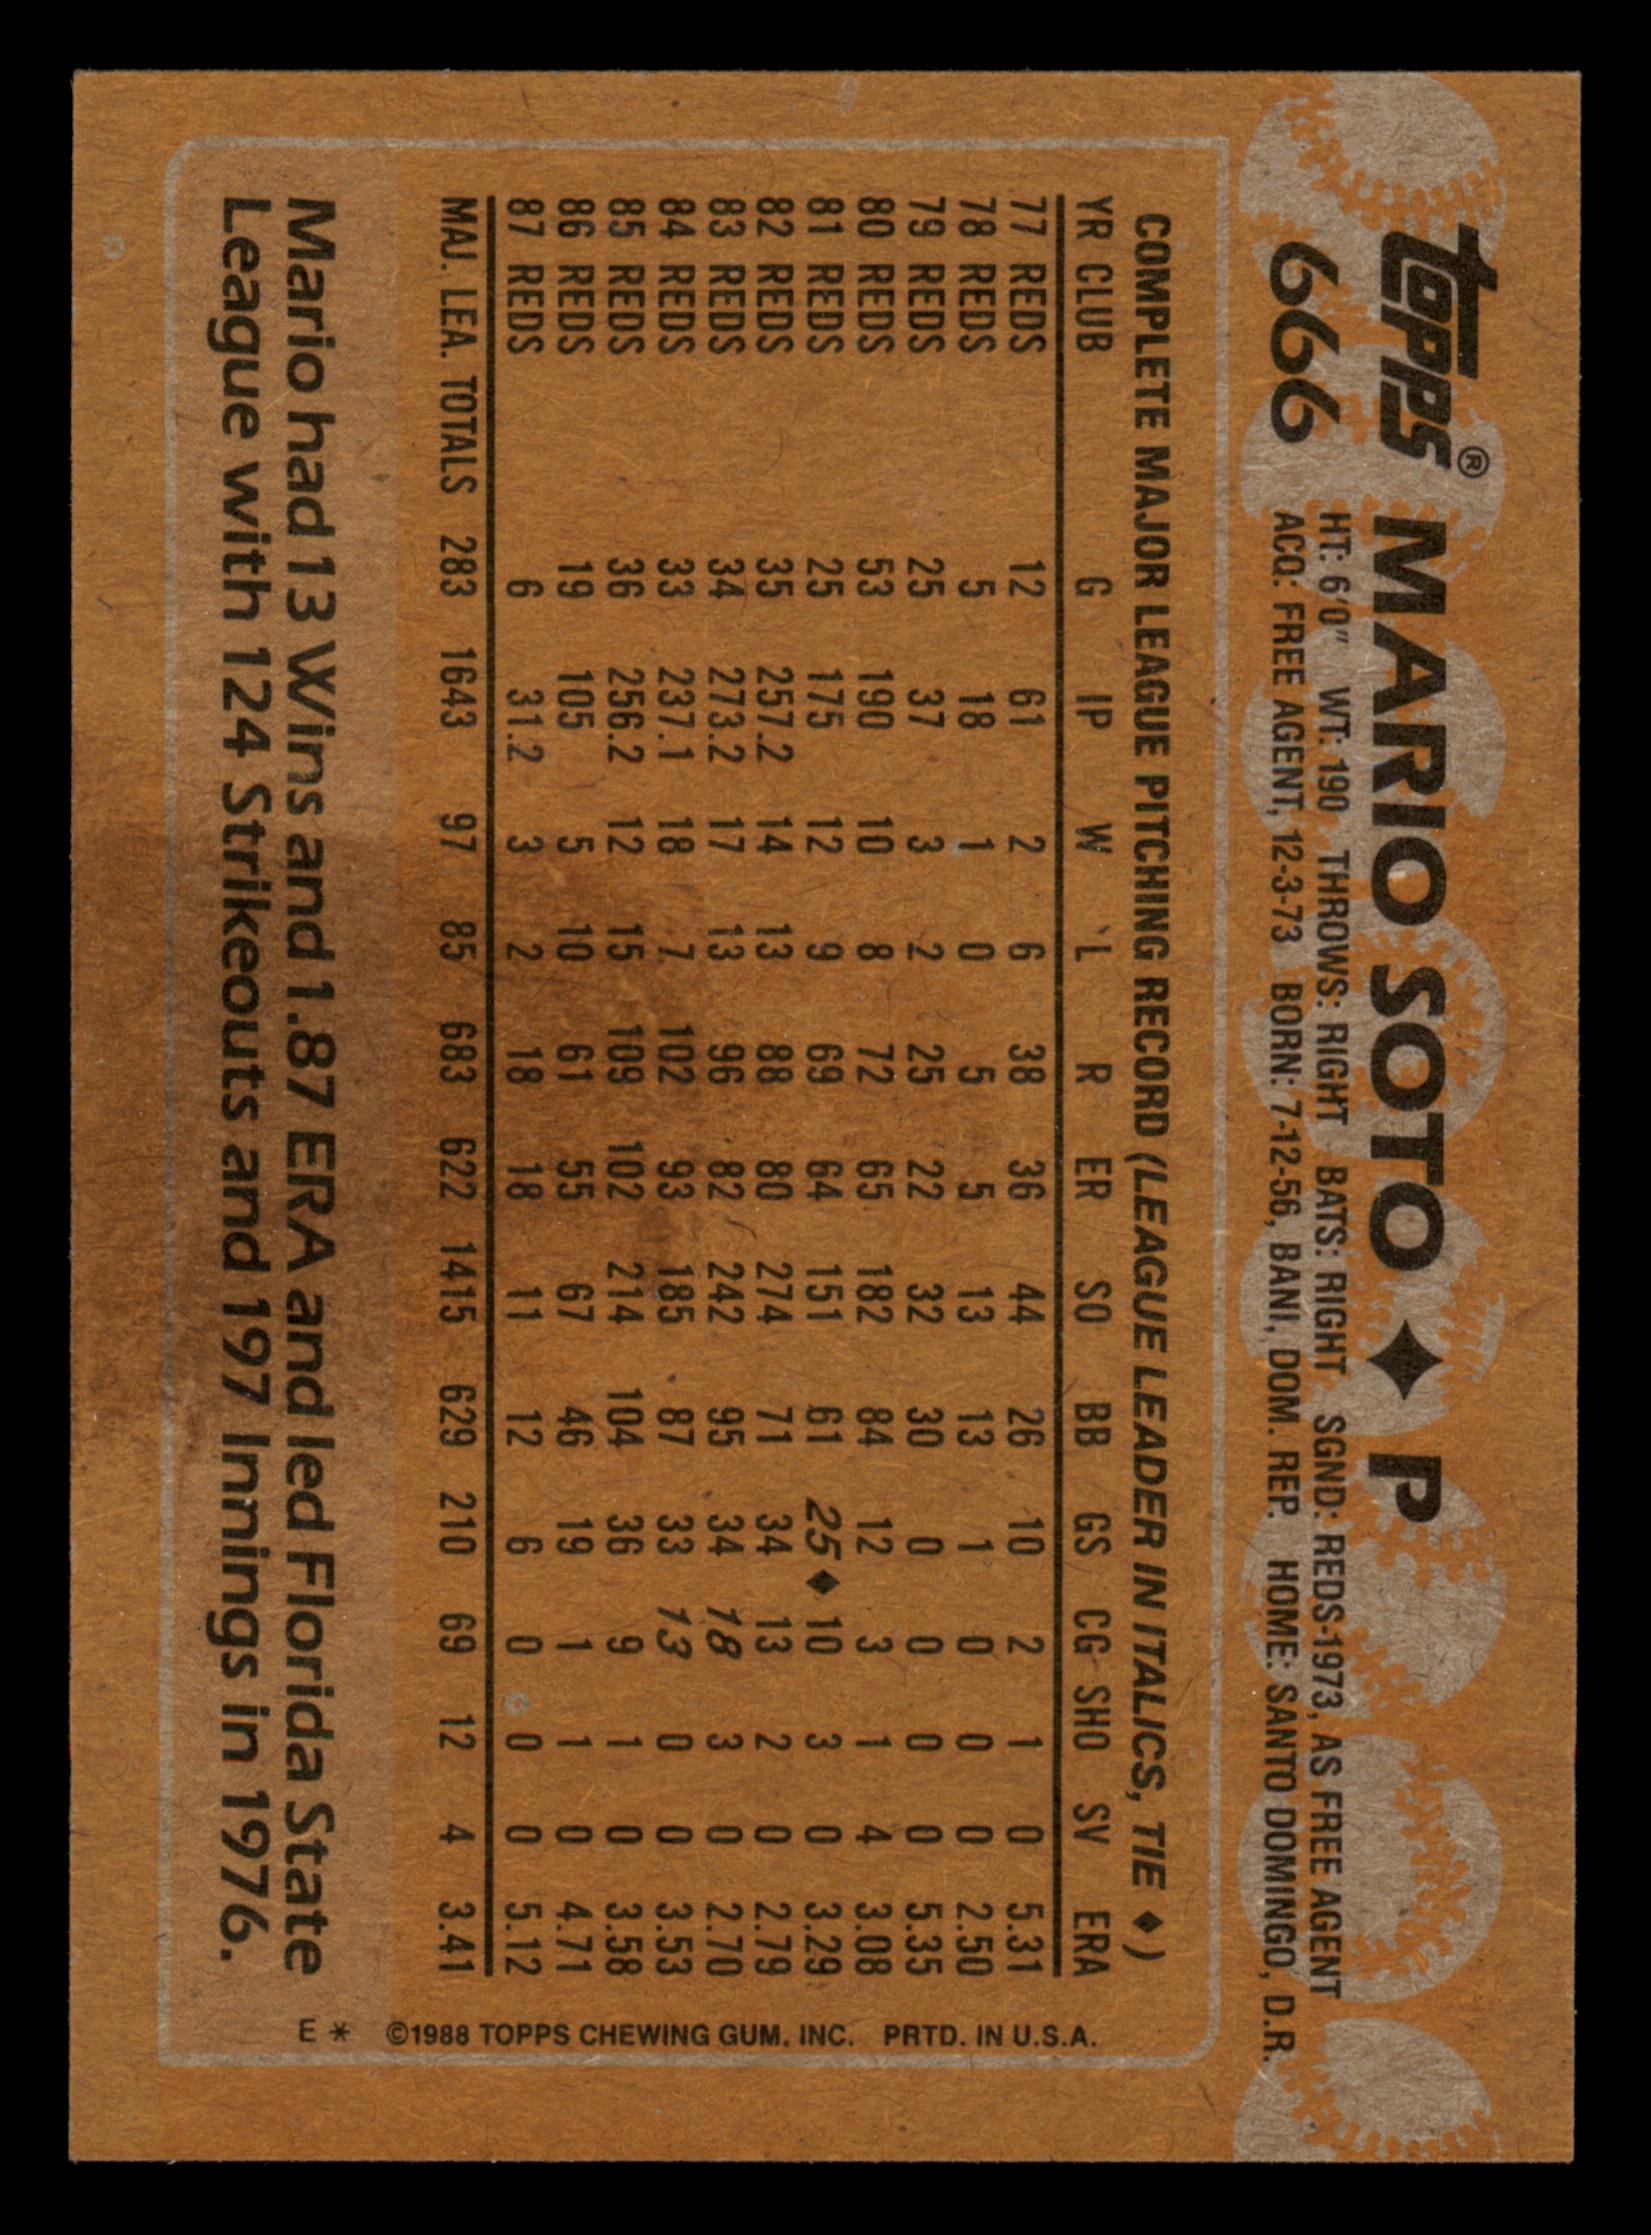 topps®
666
MARIO SOTO ♦ P
HT: 6'0" WT: 190 THROWS: RIGHT BATS: RIGHT SGND: REDS-1973, AS FREE AGENT
ACQ: FREE AGENT, 12-3-73 BORN: 7-12-56, BANI, DOM. REP. HOME: SANTO DOMINGO, D.R.
COMPLETE MAJOR LEAGUE PITCHING RECORD (LEAGUE LEADER IN ITALICS, TIE ♦)
YR CLUB G IP W L R ER SO BB GS CG SHO SV ERA
77 REDS 12 61 2 6 38 36 44 26 10 2 1 0 5.31
78 REDS 5 18 1 0 5 5 13 13 1 0 0 0 2.50
79 REDS 25 37 3 2 25 22 32 30 0 0 0 0 5.35
80 REDS 53 190 10 8 72 65 182 84 12 3 1 4 3.08
81 REDS 25 175 12 9 69 64 151 61 25♦ 10 3 0 3.29
82 REDS 35 257.2 14 13 88 80 274 71 34 13 2 0 2.79
83 REDS 34 273.2 17 13 96 82 242 95 34 18 3 0 2.70
84 REDS 33 237.1 18 7 102 93 185 87 33 13 0 0 3.53
85 REDS 36 256.2 12 15 109 102 214 104 36 9 1 0 3.58
86 REDS 19 105 5 10 61 55 67 46 19 1 1 0 4.71
87 REDS 6 31.2 3 2 18 18 11 12 6 0 0 0 5.12
MAJ. LEA. TOTALS 283 1643 97 85 683 622 1415 629 210 69 12 4 3.41
Mario had 13 Wins and 1.87 ERA and led Florida State
League with 124 Strikeouts and 197 Innings in 1976.
©1988 TOPPS CHEWING GUM, INC. PRTD. IN U.S.A.
E *